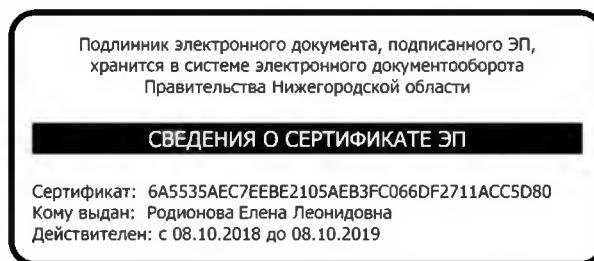 Подлинник электронного документа, подписанного ЭП,
хранится в системе электронного документооборота
Правительства Нижегородской области
СВЕДЕНИЯ О СЕРТИФИКАТЕ ЭП
Сертификат: 6A5535AEC7EEBE2105AEB3FC066DF2711ACC5D80
Кому выдан: Родионова Елена Леонидовна
Действителен: с 08.10.2018 до 08.10.2019